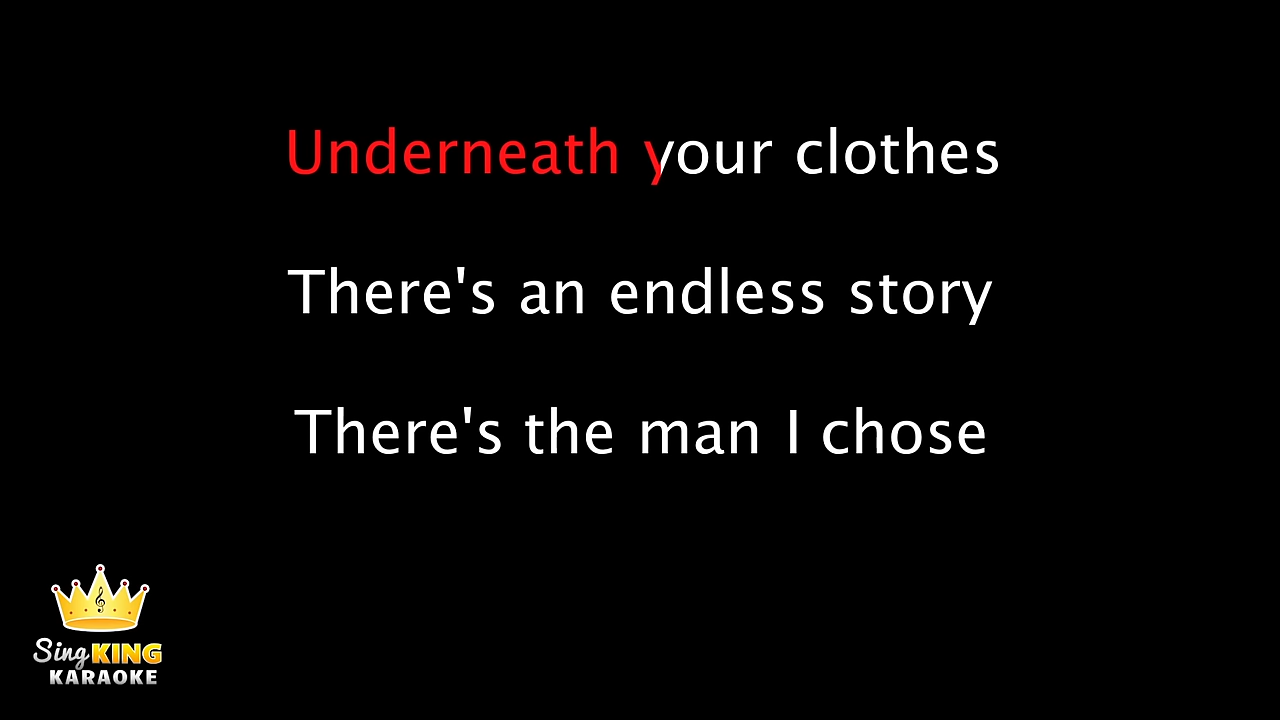 Underneath your clothes
There's an endless story
There's the man I chose
Sing KING
KARAOKE